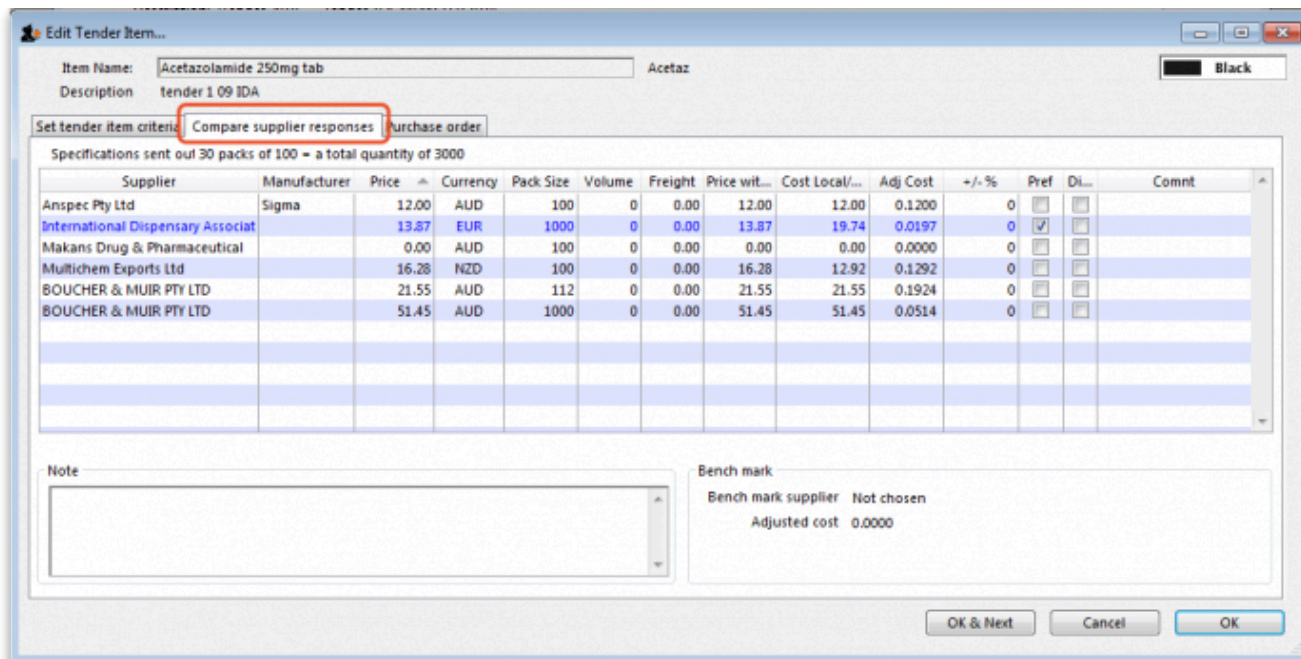 Edit Tender Item...
Item Name: Acetazolamide 250mg tab Acetaz Black
Description tender 1 09 IDA
Set tender item criteria Compare supplier responses Purchase order
Specifications sent out 30 packs of 100 = a total quantity of 3000
Supplier Manufacturer Price Currency Pack Size Volume Freight Price wit... Cost Local/... Adj Cost +/- % Pref Di... Comnt
Anspec Pty Ltd Sigma 12.00 AUD 100 0 0.00 12.00 12.00 0.1200 0
International Dispensary Associat 13.87 EUR 1000 0 0.00 13.87 19.74 0.0197 0
Makans Drug & Pharmaceutical 0.00 AUD 100 0 0.00 0.00 0.00 0.0000 0
Multichem Exports Ltd 16.28 NZD 100 0 0.00 16.28 12.92 0.1292 0
BOUCHER & MUIR PTY LTD 21.55 AUD 112 0 0.00 21.55 21.55 0.1924 0
BOUCHER & MUIR PTY LTD 51.45 AUD 1000 0 0.00 51.45 51.45 0.0514 0
Note Bench mark
Bench mark supplier Not chosen
Adjusted cost 0.0000
OK & Next Cancel OK